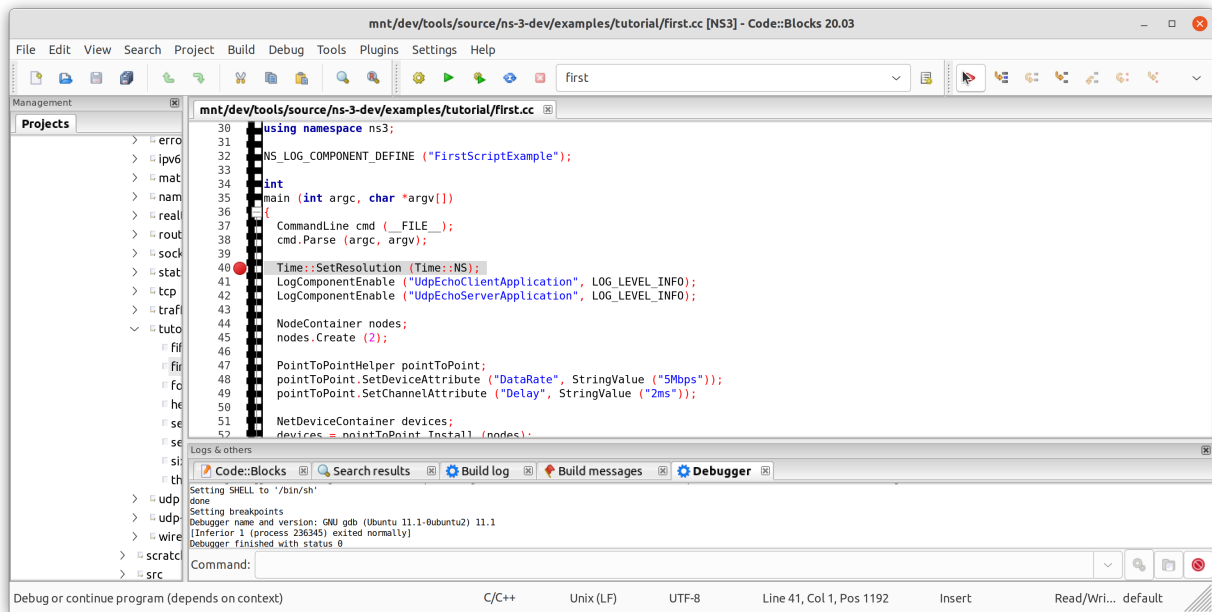 mnt/dev/tools/source/ns-3-dev/examples/tutorial/first.cc [NS3] - Code::Blocks 20.03
File Edit View Search Project Build Debug Tools Plugins Settings Help
first
Management
Projects
erro
ipv6
mat
nam
real
rout
sock
stat
tcp
traf
tuto
fif
fir
fo
he
se
se
si
th
udp
udp-
wire
scratc
src
mnt/dev/tools/source/ns-3-dev/examples/tutorial/first.cc
30 using namespace ns3;
31
32 NS_LOG_COMPONENT_DEFINE ("FirstScriptExample");
33
34 int
35 main (int argc, char *argv[])
36 {
37 CommandLine cmd (__FILE__);
38 cmd.Parse (argc, argv);
39
40 Time::SetResolution (Time::NS);
41 LogComponentEnable ("UdpEchoClientApplication", LOG_LEVEL_INFO);
42 LogComponentEnable ("UdpEchoServerApplication", LOG_LEVEL_INFO);
43
44 NodeContainer nodes;
45 nodes.Create (2);
46
47 PointToPointHelper pointToPoint;
48 pointToPoint.SetDeviceAttribute ("DataRate", StringValue ("5Mbps"));
49 pointToPoint.SetChannelAttribute ("Delay", StringValue ("2ms"));
50
51 NetDeviceContainer devices;
52 devices = pointToPoint.Install (nodes);
Logs & others
Code::Blocks Search results Build log Build messages Debugger
Setting SHELL to '/bin/sh'
done
Setting breakpoints
Debugger name and version: GNU gdb (Ubuntu 11.1-0ubuntu2) 11.1
[Inferior 1 (process 236345) exited normally]
Debugger finished with status 0
Command:
Debug or continue program (depends on context) C/C++ Unix (LF) UTF-8 Line 41, Col 1, Pos 1192 Insert Read/Wri... default